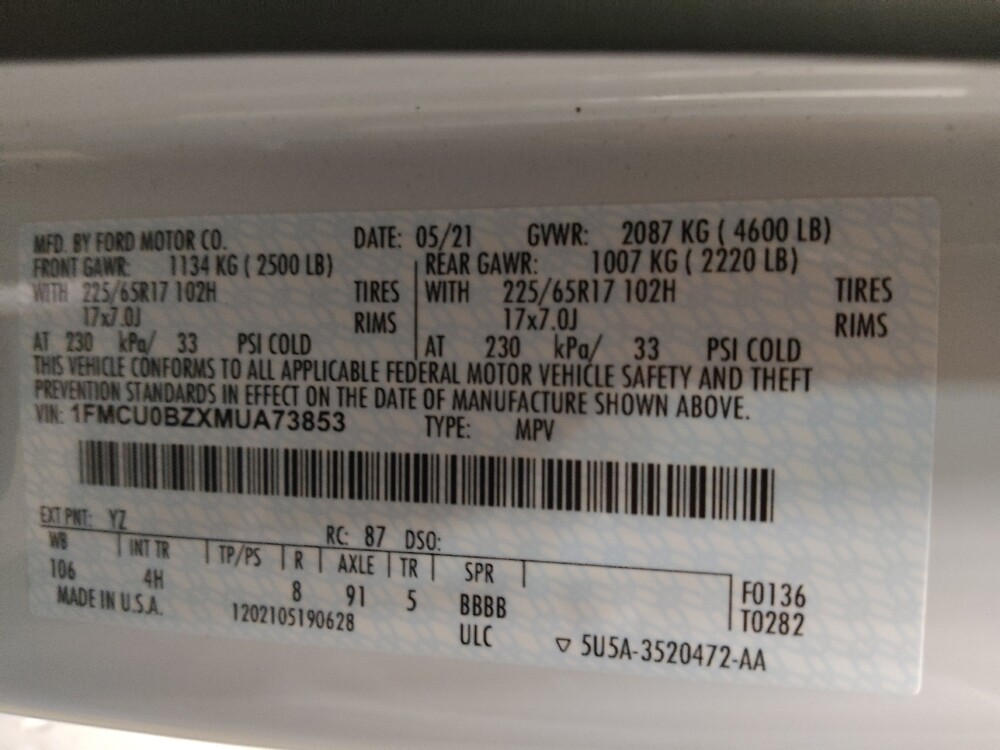 MFD. BY FORD MOTOR CO. DATE: 05/21 GVWR: 2087 KG ( 4600 LB)
FRONT GAWR: 1134 KG ( 2500 LB) REAR GAWR: 1007 KG ( 2220 LB)
WITH 225/65R17 102H TIRES WITH 225/65R17 102H TIRES
17x7.0J RIMS 17x7.0J RIMS
AT 230 kPa/ 33 PSI COLD AT 230 kPa/ 33 PSI COLD
THIS VEHICLE CONFORMS TO ALL APPLICABLE FEDERAL MOTOR VEHICLE SAFETY AND THEFT
PREVENTION STANDARDS IN EFFECT ON THE DATE OF MANUFACTURE SHOWN ABOVE.
VIN: 1FMCU0BZXMUA73853 TYPE: MPV
EXT PNT: YZ RC: 87 DSO:
WB INT TR TP/PS R AXLE TR SPR
106 4H 8 91 5 BBBB F0136
T0282
MADE IN U.S.A. 1202105190628 ULC ▽ 5U5A-3520472-AA